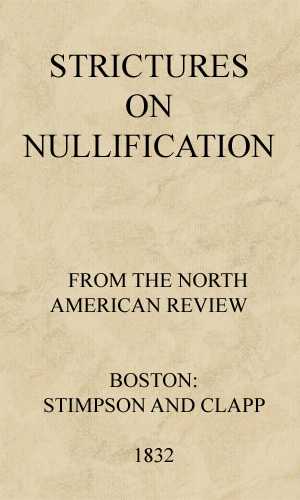 STRICTURES
ON
NULLIFICATION
FROM THE NORTH
AMERICAN REVIEW
BOSTON:
STIMPSON AND CLAPP
1832